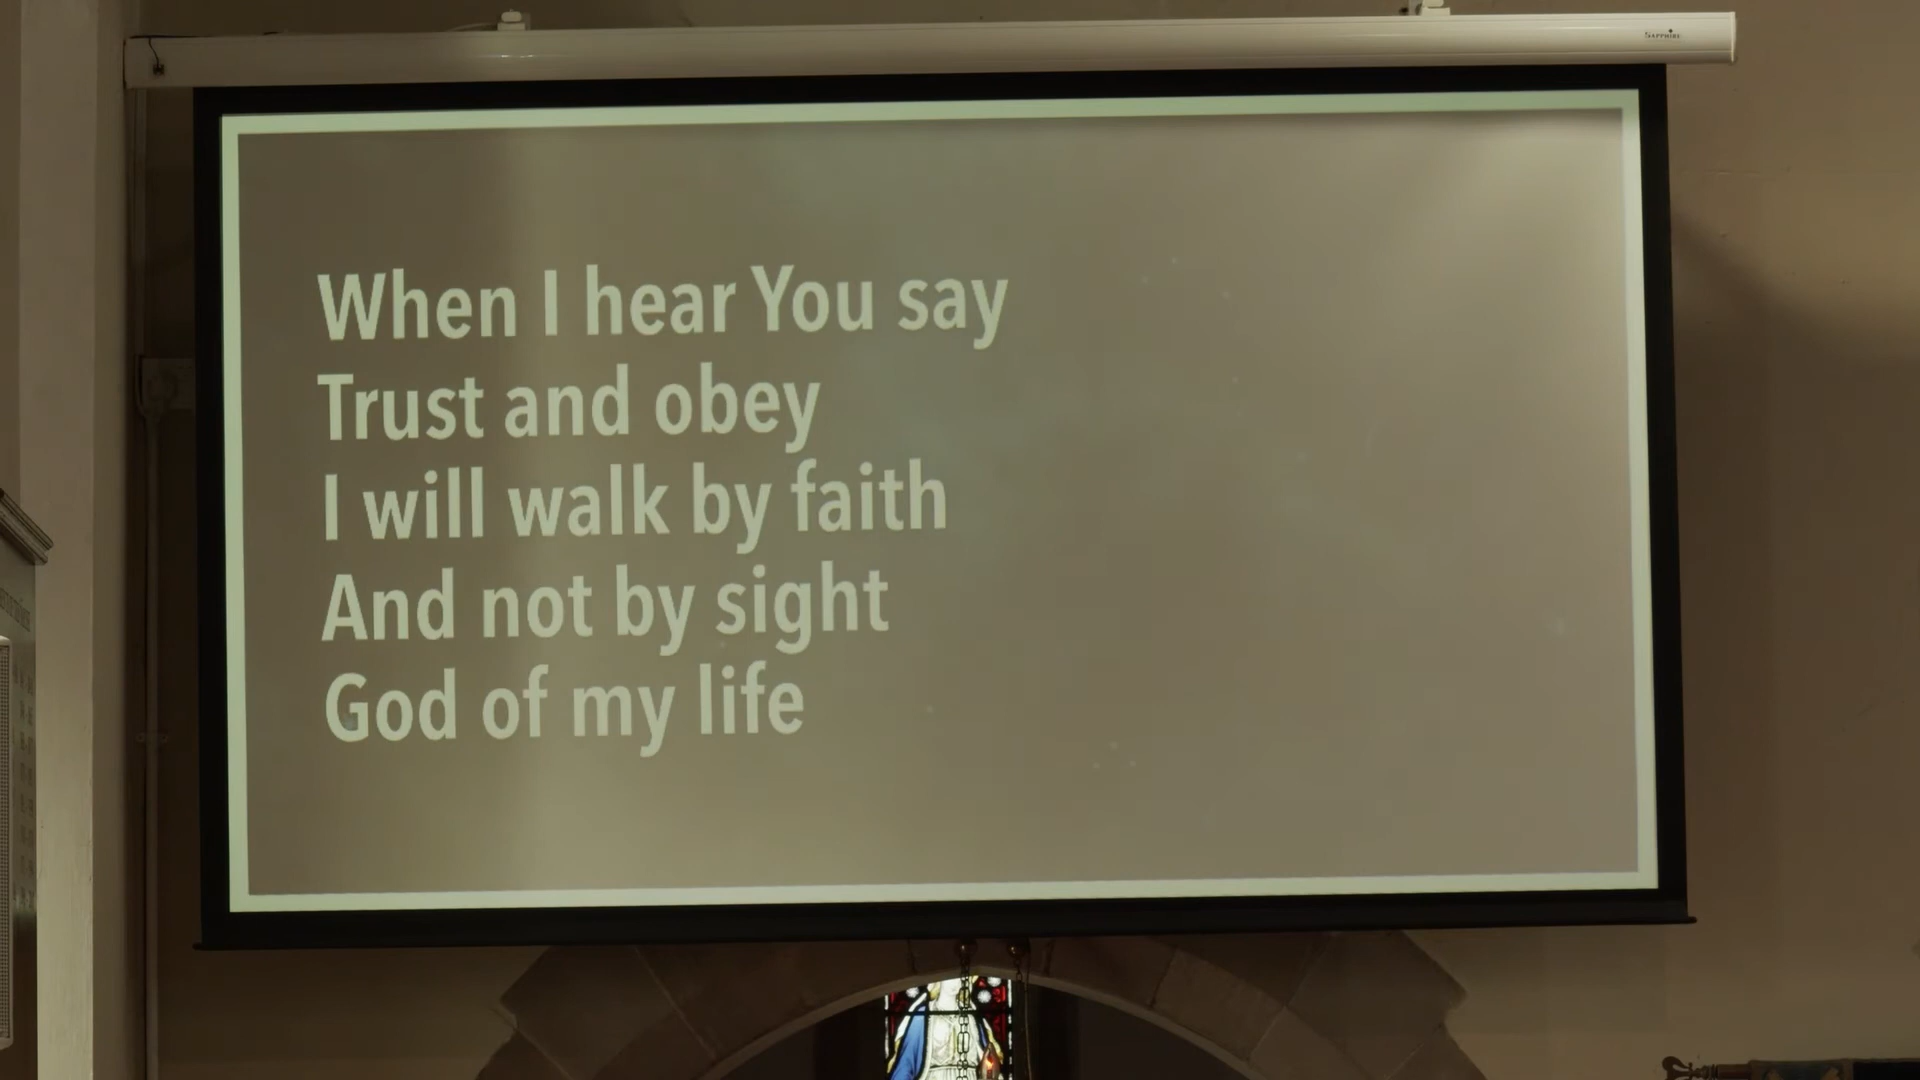 SAPPHIRE
When I hear You say
Trust and obey
I will walk by faith
And not by sight
God of my life